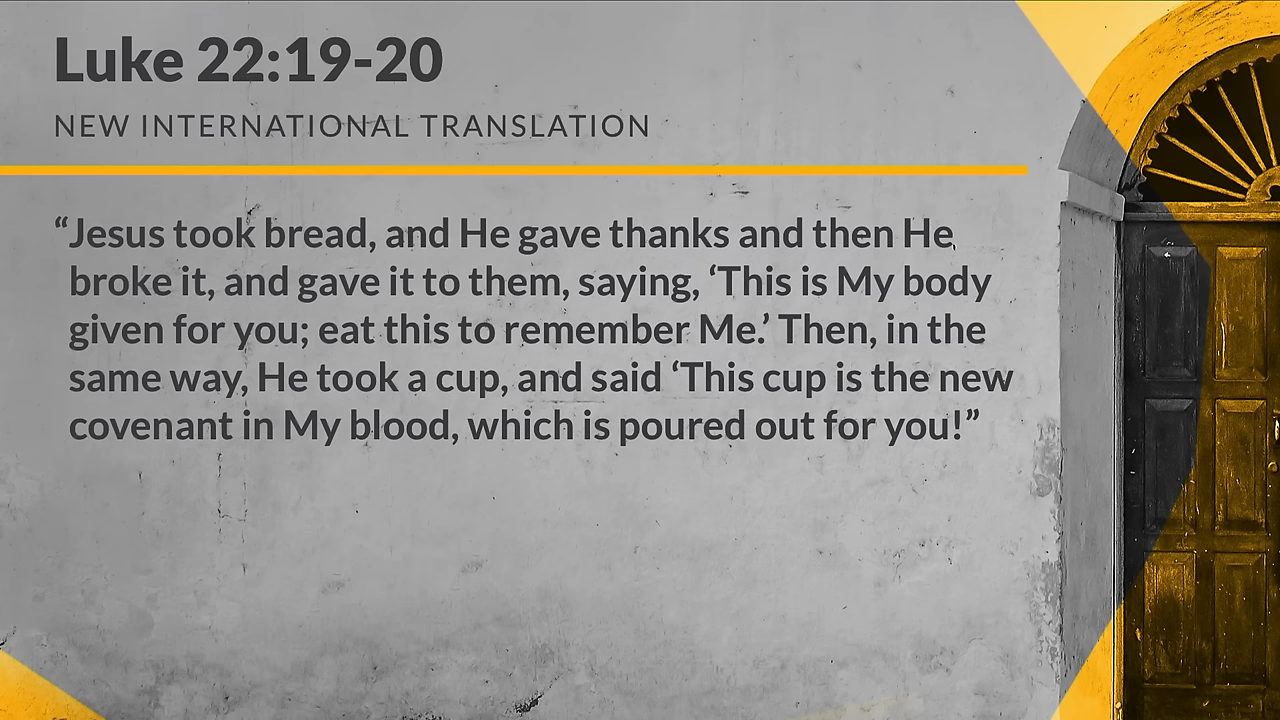 Luke 22:19-20
NEW INTERNATIONAL TRANSLATION
“Jesus took bread, and He gave thanks and then He
broke it, and gave it to them, saying, ‘This is My body
given for you; eat this to remember Me.’ Then, in the
same way, He took a cup, and said ‘This cup is the new
covenant in My blood, which is poured out for you!”